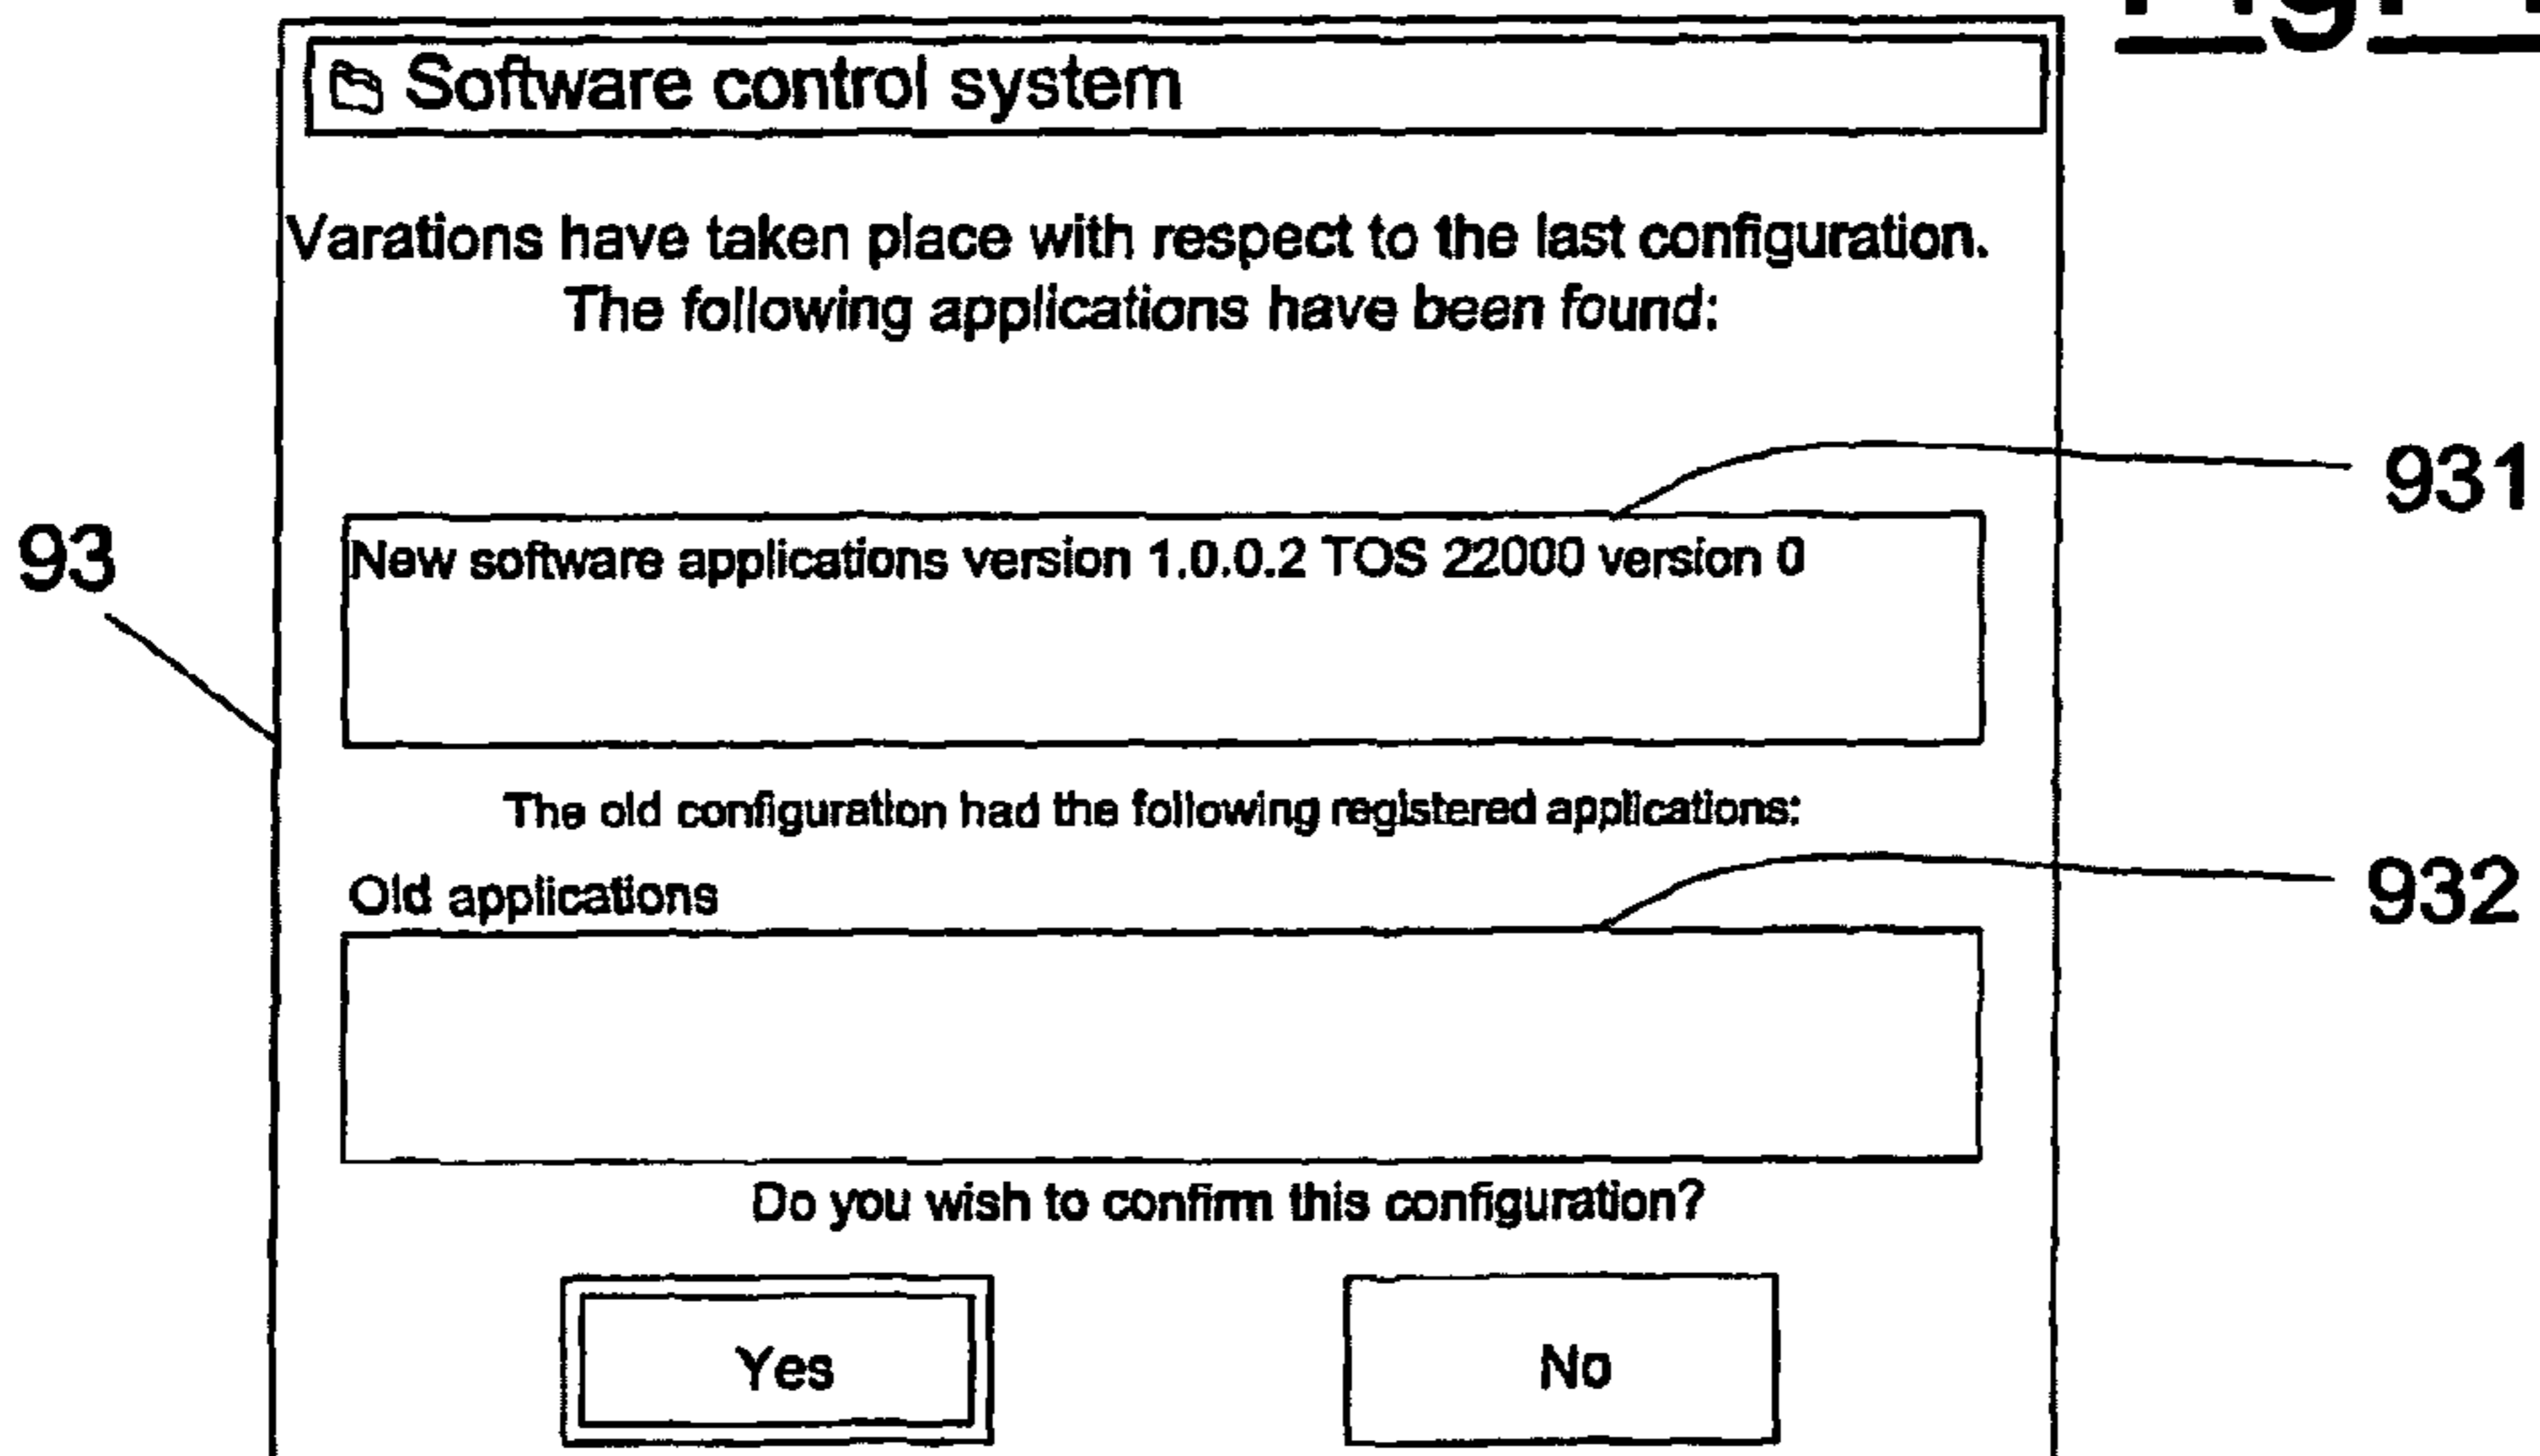 Software control system
Varations have taken place with respect to the last configuration.
The following applications have been found:
931
New software applications version 1.0.0.2 TOS 22000 version 0
93
The old configuration had the following registered applications:
Old applications
932
Do you wish to confirm this configuration?
Yes
No